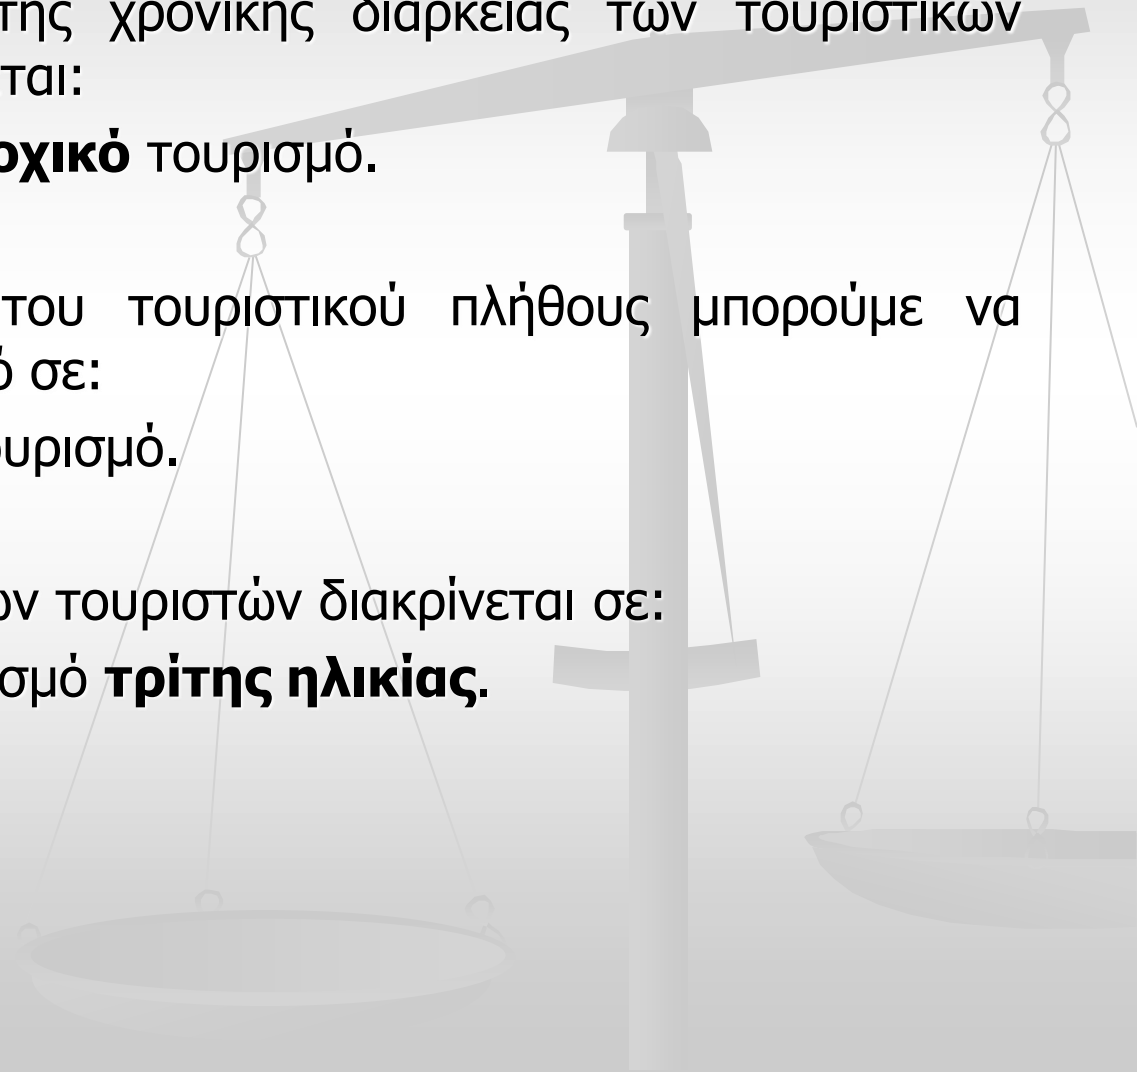 της χρονικής διάρκειας των τουριστικών
ται:
οχικό τουρισμό.
του τουριστικού πλήθους μπορούμε να
ό σε:
ουρισμό.
ων τουριστών διακρίνεται σε:
σμό τρίτης ηλικίας.